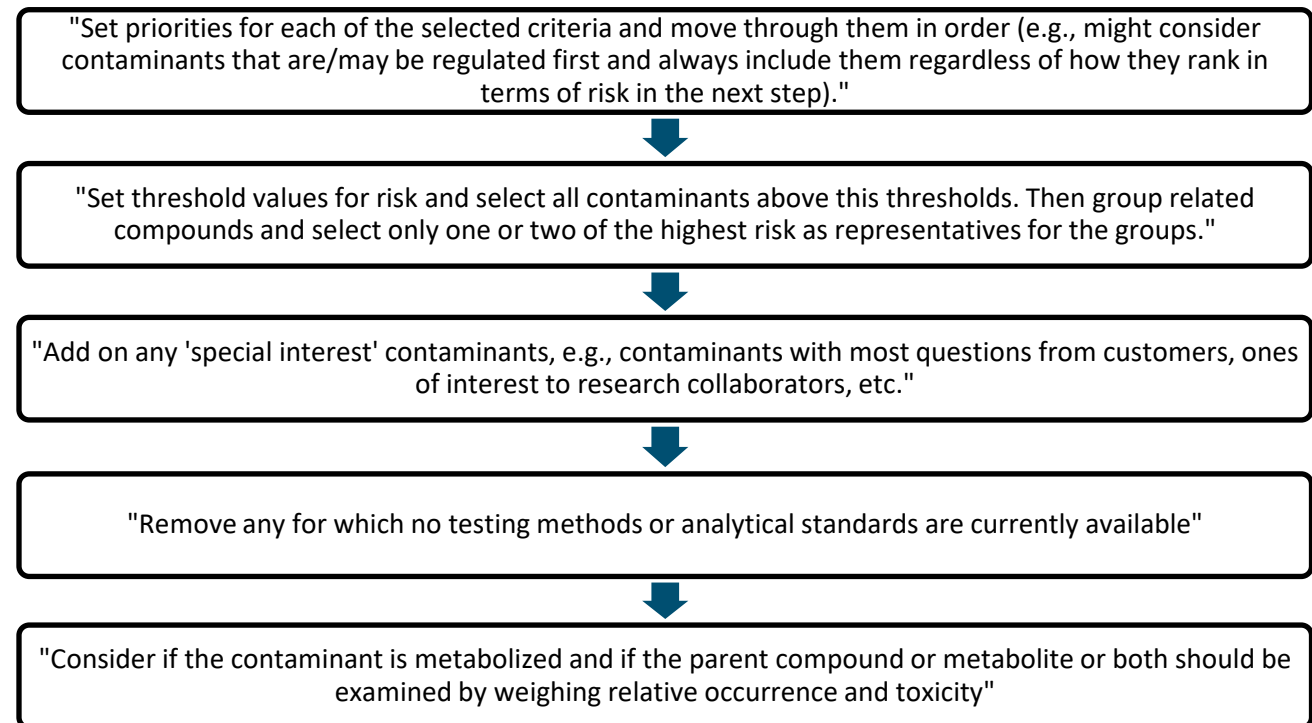 "Set priorities for each of the selected criteria and move through them in order (e.g., might consider
contaminants that are/may be regulated first and always include them regardless of how they rank in
terms of risk in the next step)."
"Set threshold values for risk and select all contaminants above this thresholds. Then group related
compounds and select only one or two of the highest risk as representatives for the groups."
"Add on any 'special interest' contaminants, e.g., contaminants with most questions from customers, ones
of interest to research collaborators, etc."
"Remove any for which no testing methods or analytical standards are currently available"
"Consider if the contaminant is metabolized and if the parent compound or metabolite or both should be
examined by weighing relative occurrence and toxicity"